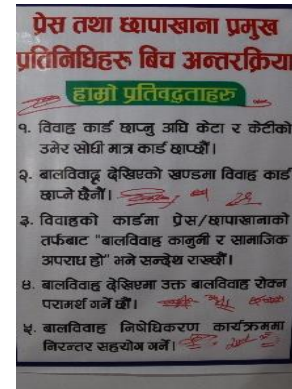 प्रेस तथा छापाखाना प्रमुख
प्रतिनिधिहरु बिच अन्तरक्रिया
हाम्रो प्रतिवद्धताहरु
१. विवाह कार्ड छाप्नु अघि केटा र केटीको
उमेर सोधी मात्र कार्ड छाप्छौं।
२. बालविवाह देखिएको खण्डमा विवाह कार्ड
छाप्ने छैनौं।
३. विवाहको कार्डमा प्रेस/छापाखानाको
तर्फबाट "बालविवाह कानुनी र सामाजिक
अपराध हो" भने सन्देश राख्छौं।
४. बालविवाह देखिएमा उक्त बालविवाह रोक्न
परामर्श गर्ने छौं।
५. बालविवाह निषेधिकरण कार्यक्रममा
निरन्तर सहयोग गर्ने।